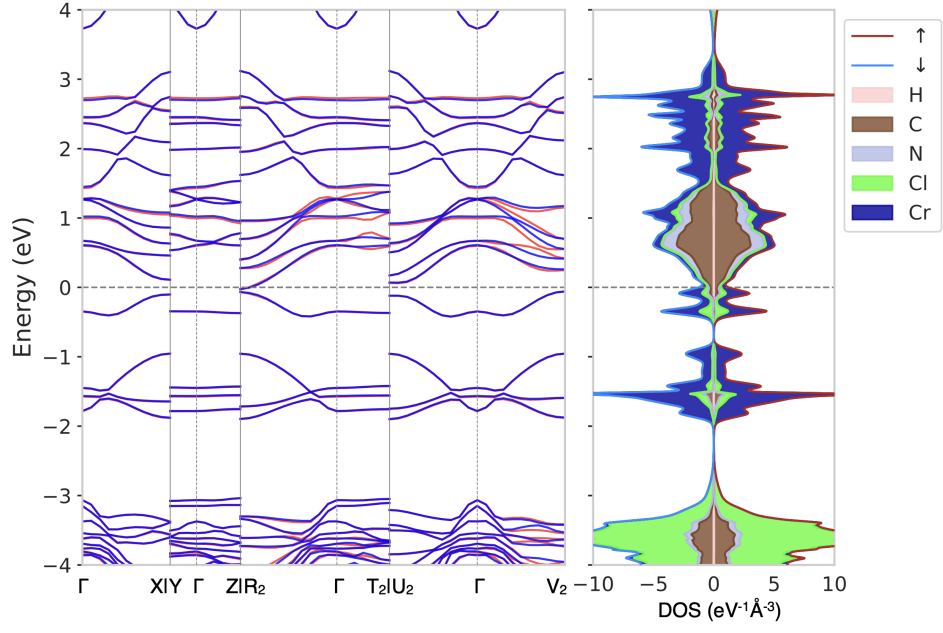 4
3
2
1
0
−1
−2
−3
−4
Energy (eV)
Γ X|Y Γ Z|R₂ Γ T₂|U₂ Γ V₂
−10 −5 0 5 10
DOS (eV⁻¹Å⁻³)
↑
↓
H
C
N
Cl
Cr